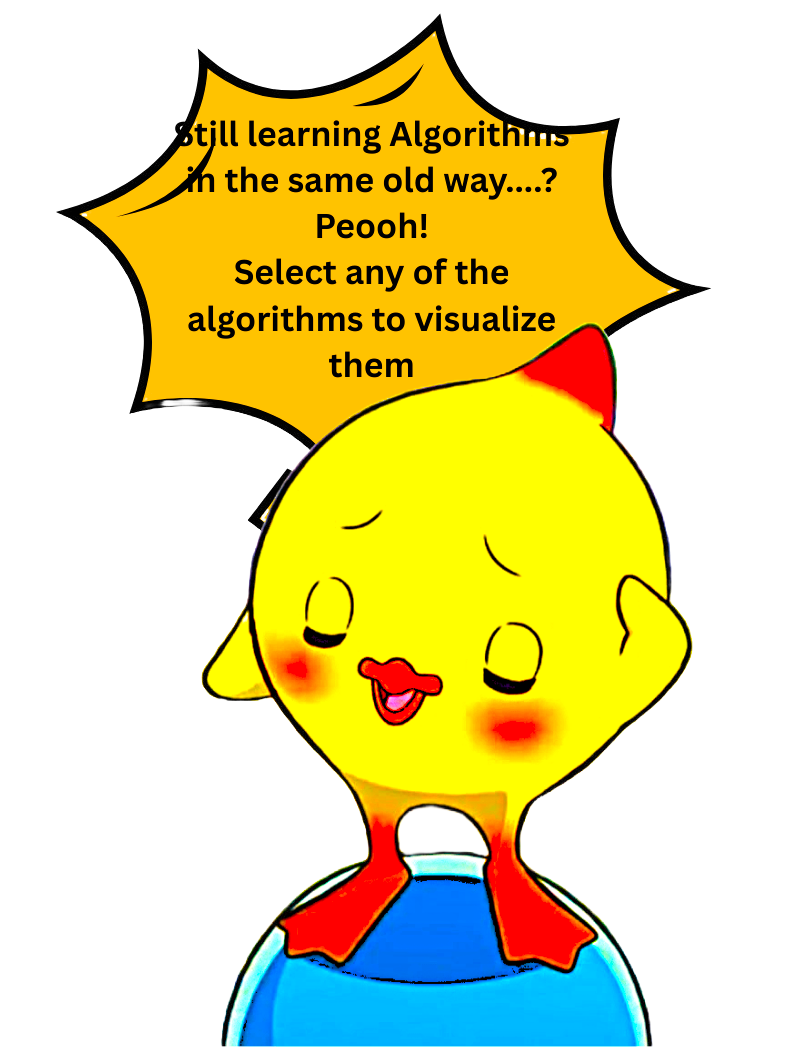 Still learning Algorithms
in the same old way....?
Peooh!
Select any of the
algorithms to visualize
them